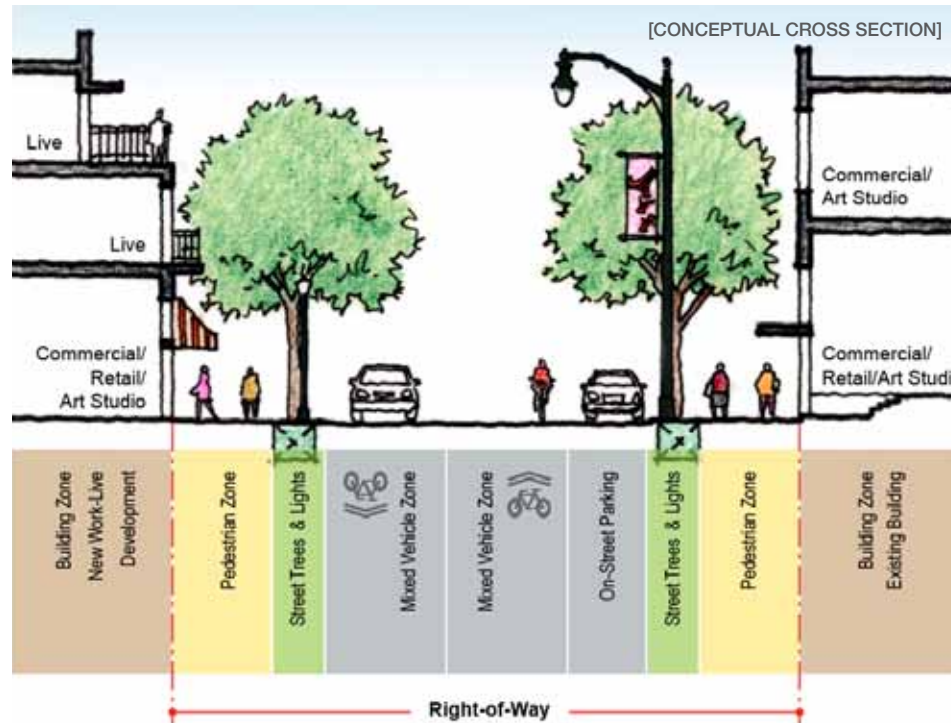 [CONCEPTUAL CROSS SECTION]
Live
Live
Commercial/
Retail/
Art Studio
Commercial/
Art Studio
Commercial/
Retail/Art Studi
Building Zone
New Work-Live
Development
Pedestrian Zone
Street Trees & Lights
Mixed Vehicle Zone
Mixed Vehicle Zone
On-Street Parking
Street Trees & Lights
Pedestrian Zone
Building Zone
Existing Building
Right-of-Way